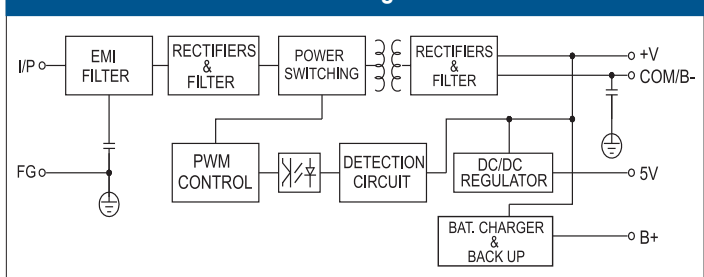 I/P
EMI
FILTER
RECTIFIERS
&
FILTER
POWER
SWITCHING
RECTIFIERS
&
FILTER
+V
COM/B-
FG
PWM
CONTROL
DETECTION
CIRCUIT
DC/DC
REGULATOR
5V
BAT. CHARGER
&
BACK UP
B+